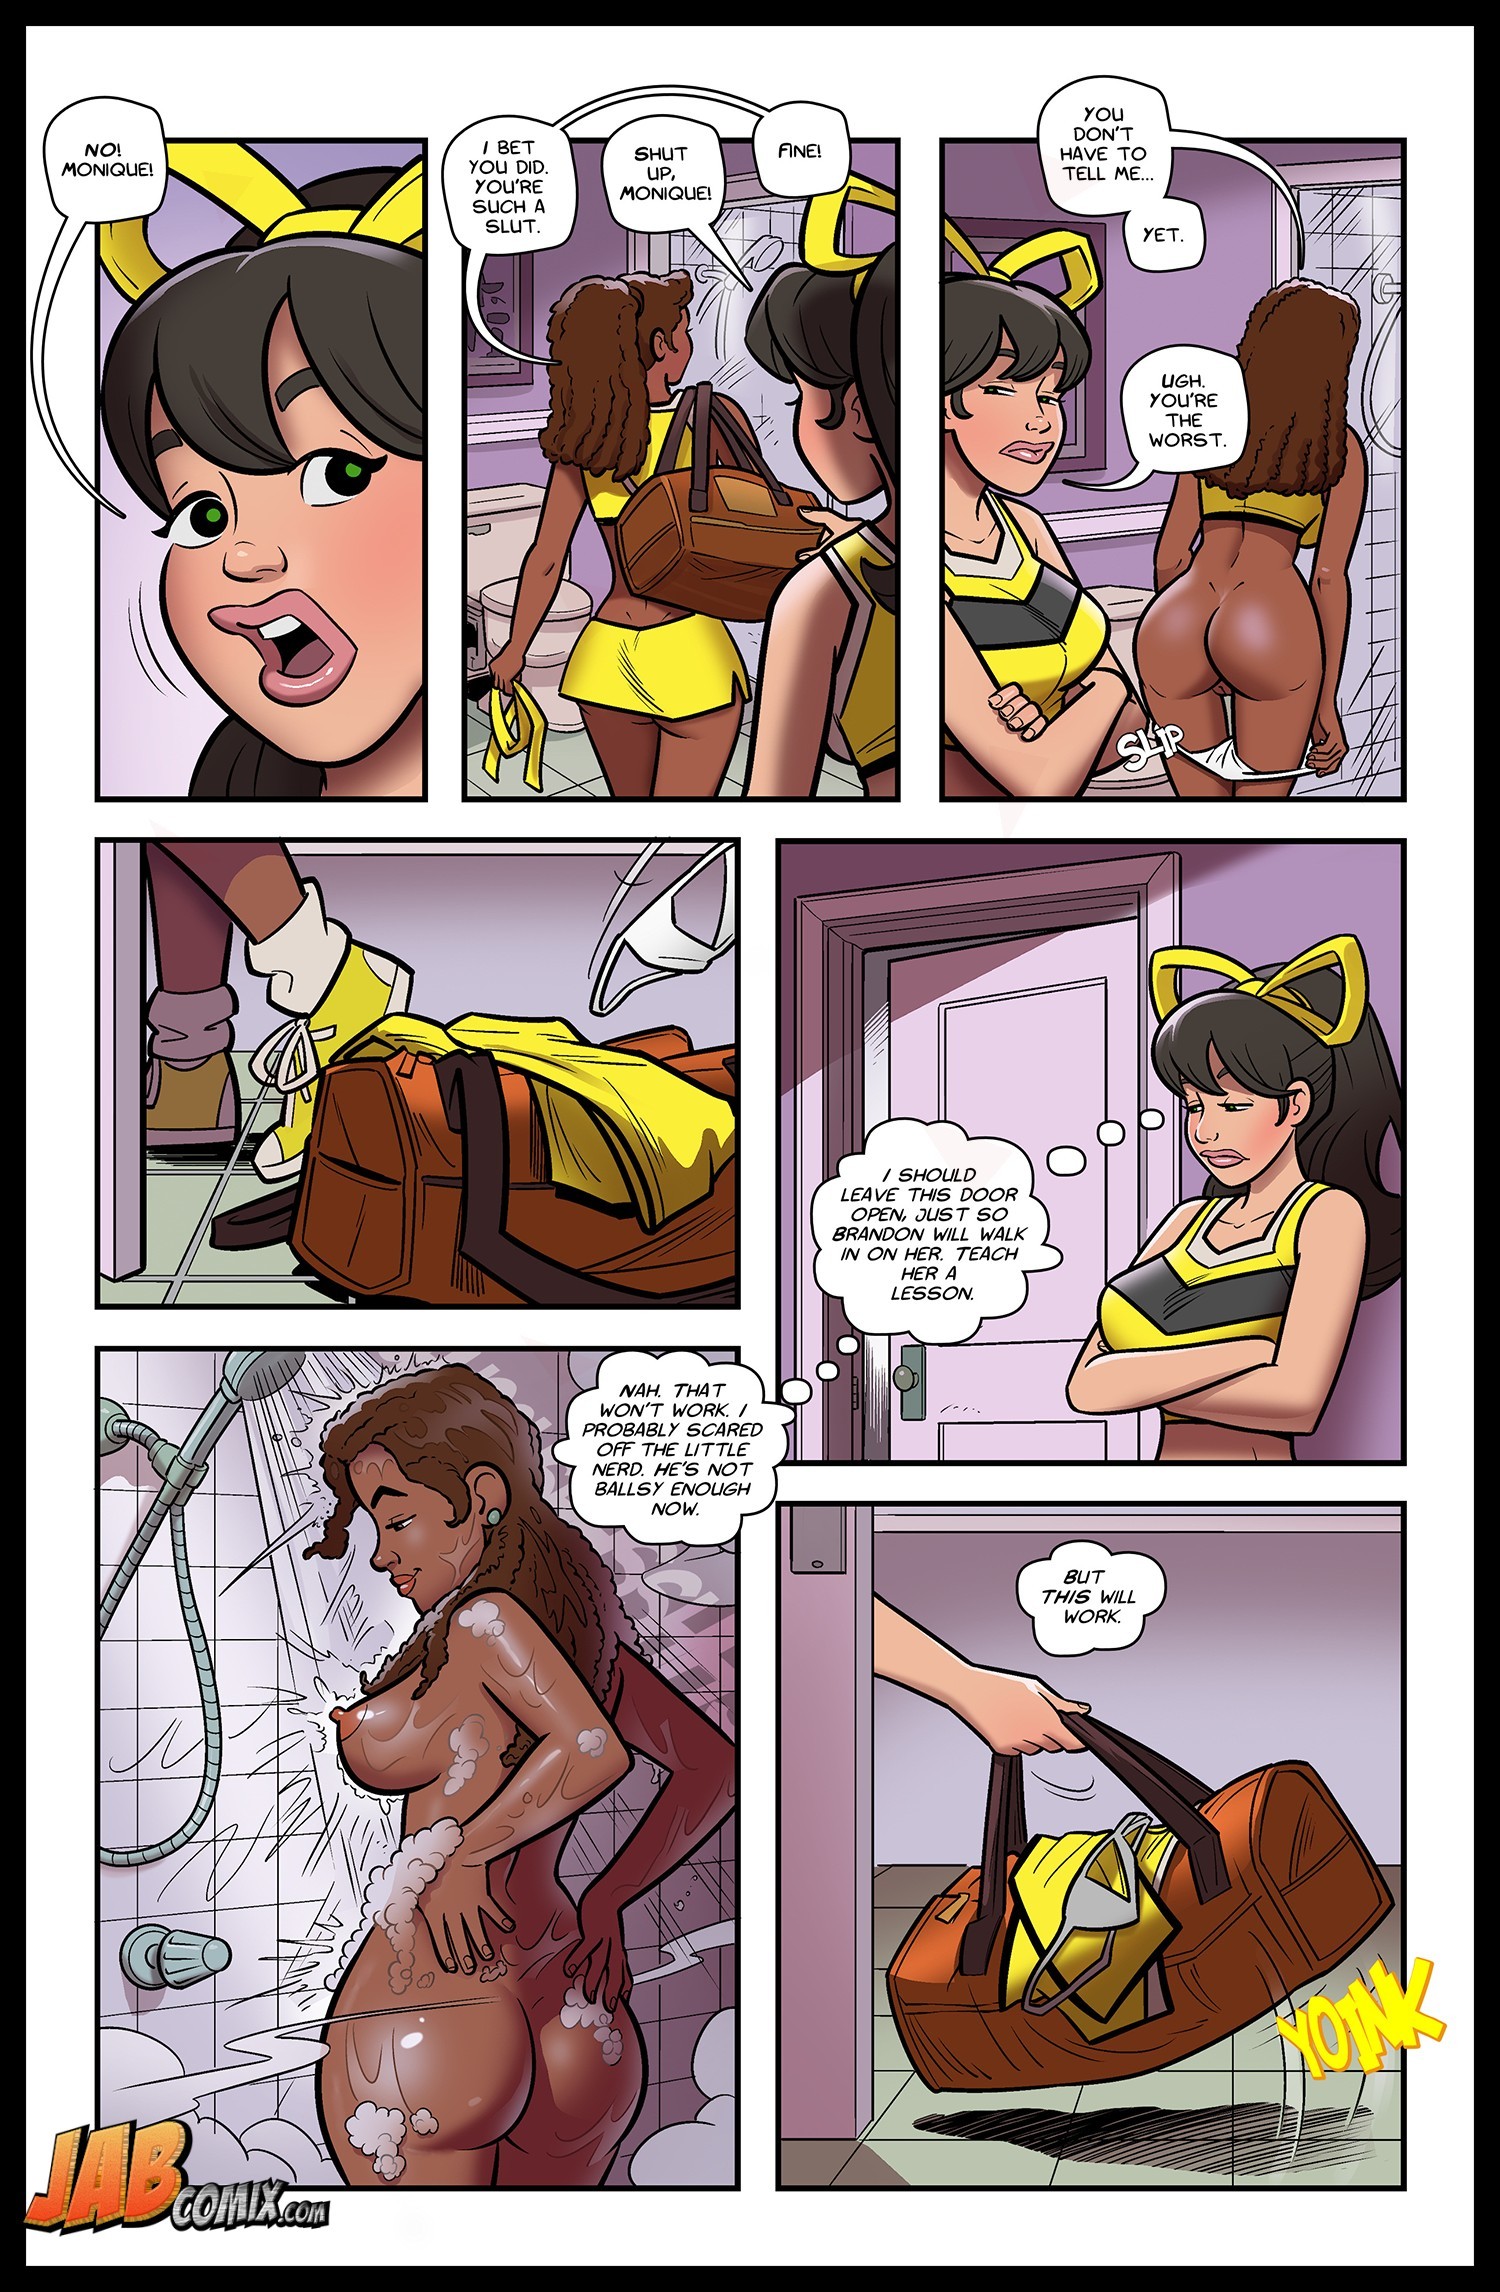 NO!
MONIQUE!
I BET
YOU DID.
YOU'RE
SUCH A
SLUT.
SHUT
UP,
MONIQUE!
FINE!
YOU
DON'T
HAVE TO
TELL ME...
YET.
UGH.
YOU'RE
THE
WORST.
SLIP
I SHOULD
LEAVE THIS DOOR
OPEN, JUST SO
BRANDON WILL WALK
IN ON HER. TEACH
HER A
LESSON.
NAH. THAT
WON'T WORK. I
PROBABLY SCARED
OFF THE LITTLE
NERD. HE'S NOT
BALLSY ENOUGH
NOW.
BUT
THIS WILL
WORK.
YOINK
JAB
COMIX.COM